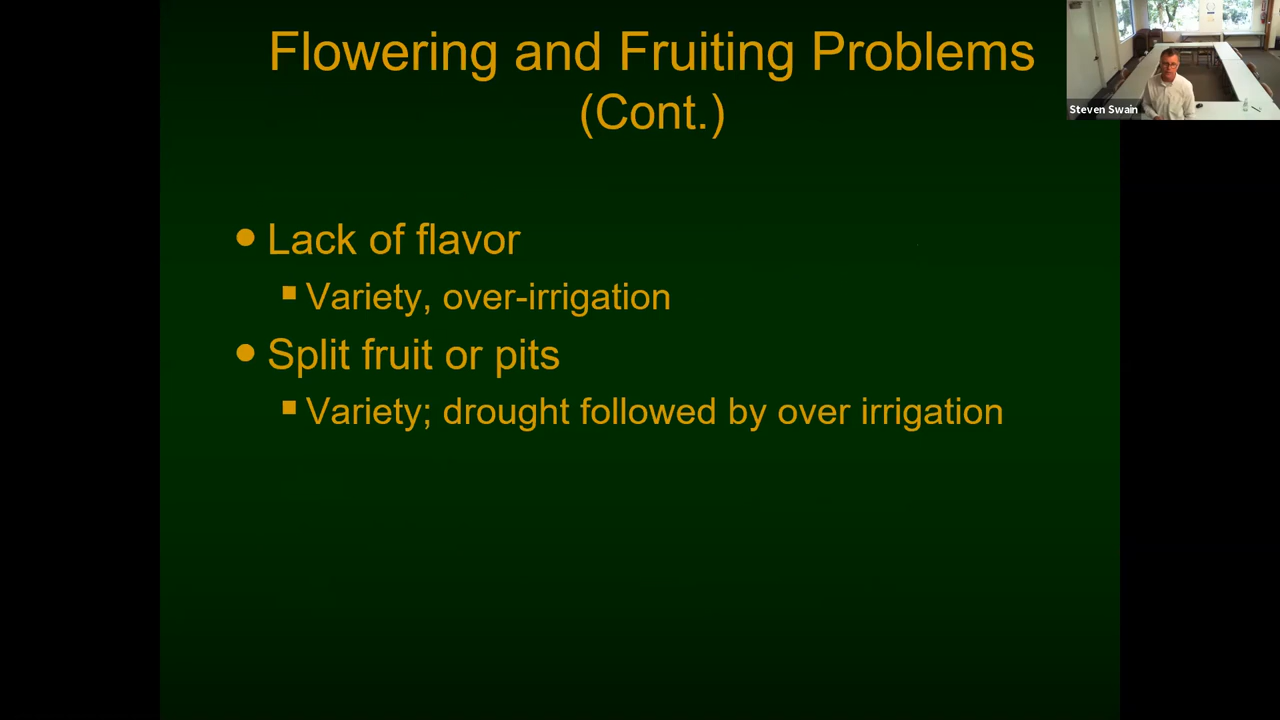 Flowering and Fruiting Problems
(Cont.)
Steven Swain
• Lack of flavor
▪ Variety, over-irrigation
• Split fruit or pits
▪ Variety; drought followed by over irrigation